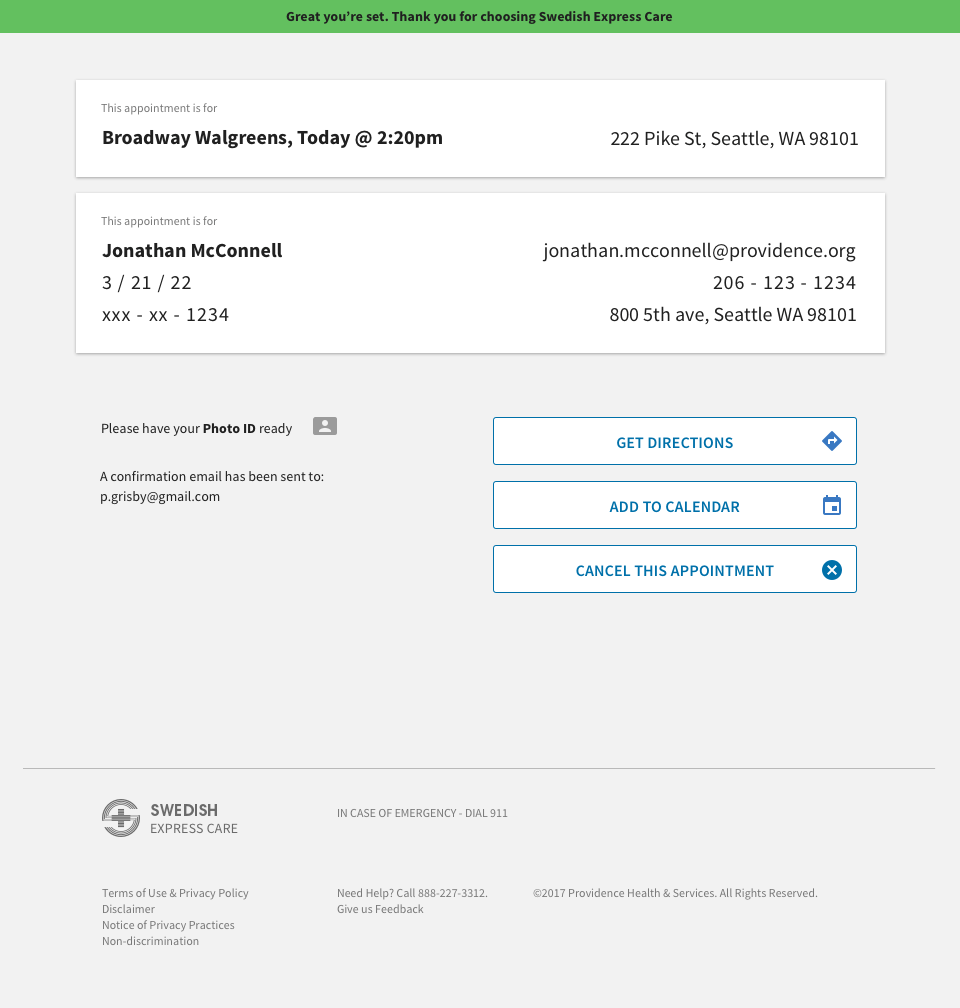 Great you’re set. Thank you for choosing Swedish Express Care
This appointment is for
Broadway Walgreens, Today @ 2:20pm
222 Pike St, Seattle, WA 98101
This appointment is for
Jonathan McConnell
jonathan.mcconnell@providence.org
3 / 21 / 22
206 - 123 - 1234
xxx - xx - 1234
800 5th ave, Seattle WA 98101
Please have your Photo ID ready
A confirmation email has been sent to:
p.grisby@gmail.com
GET DIRECTIONS
ADD TO CALENDAR
CANCEL THIS APPOINTMENT
SWEDISH
EXPRESS CARE
IN CASE OF EMERGENCY - DIAL 911
Terms of Use & Privacy Policy
Disclaimer
Notice of Privacy Practices
Non-discrimination
Need Help? Call 888-227-3312.
Give us Feedback
©2017 Providence Health & Services. All Rights Reserved.